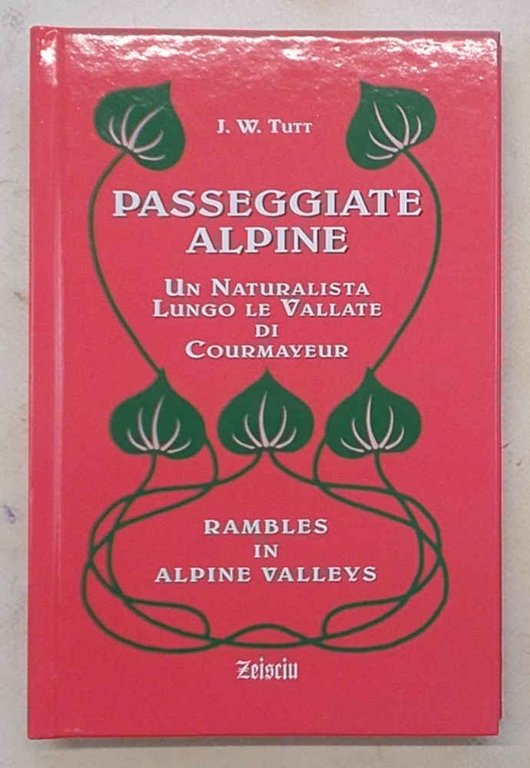 J. W. Tutt
PASSEGGIATE
ALPINE
Un Naturalista
Lungo le Vallate
di
Courmayeur
RAMBLES
IN
ALPINE VALLEYS
Zeisciu